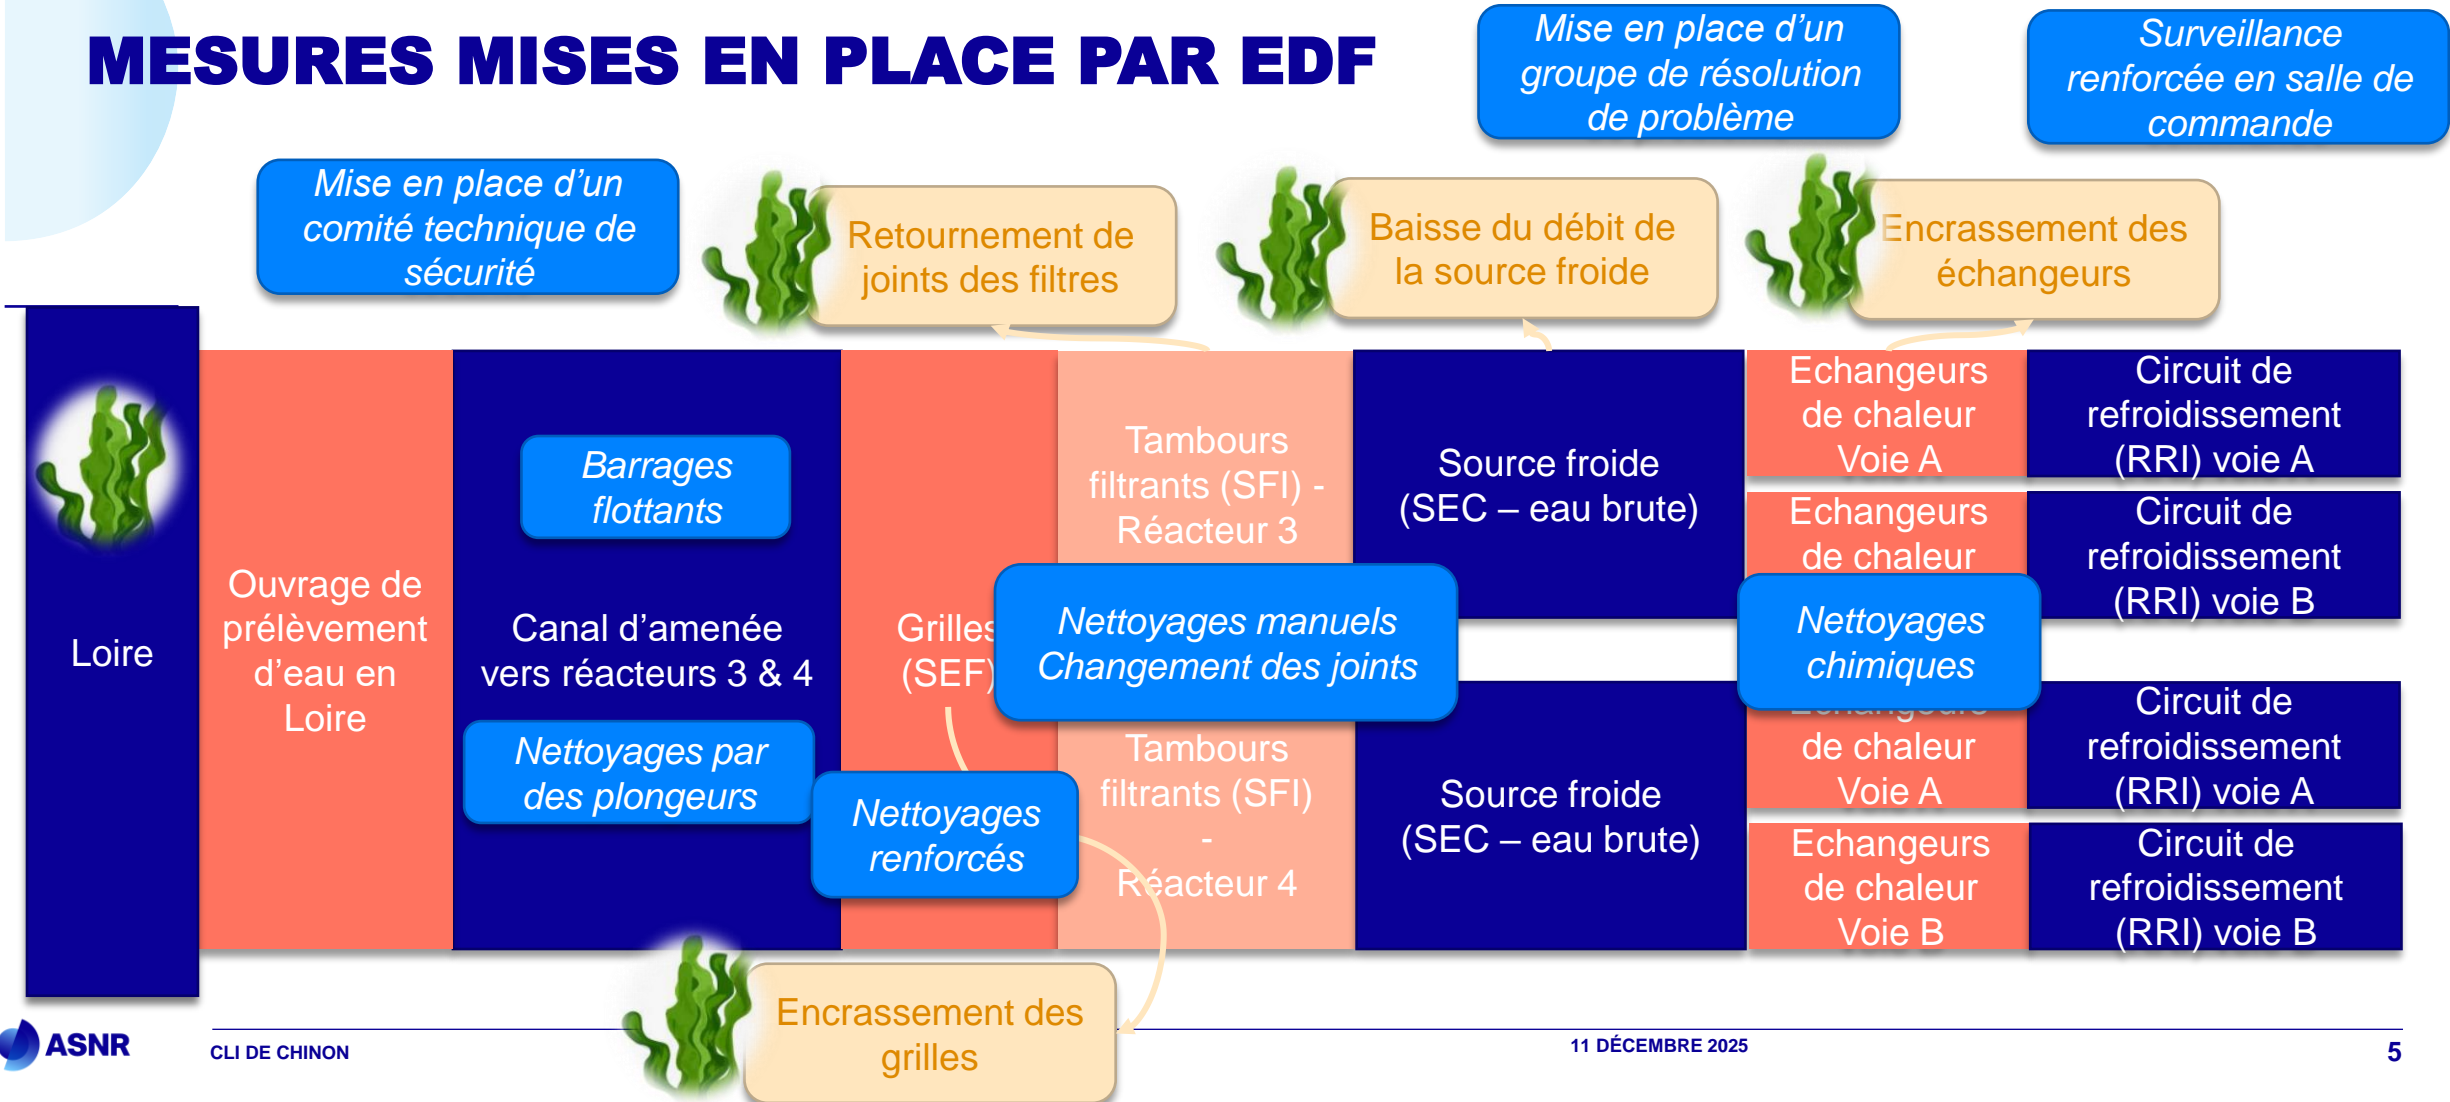 MESURES MISES EN PLACE PAR EDF
Mise en place d’un
groupe de résolution
de problème
Surveillance
renforcée en salle de
commande
Mise en place d’un
comité technique de
sécurité
Retournement de
joints des filtres
Baisse du débit de
la source froide
Encrassement des
échangeurs
Loire
Ouvrage de
prélèvement
d’eau en
Loire
Barrages
flottants
Canal d’amenée
vers réacteurs 3 & 4
Nettoyages par
des plongeurs
Grilles
(SEF)
Nettoyages
renforcés
Tambours
filtrants (SFI) -
Réacteur 3
Nettoyages manuels
Changement des joints
Tambours
filtrants (SFI)
-
Réacteur 4
Source froide
(SEC – eau brute)
Source froide
(SEC – eau brute)
Echangeurs
de chaleur
Voie A
Echangeurs
de chaleur
Nettoyages
chimiques
Echangeurs
de chaleur
Voie A
Echangeurs
de chaleur
Voie B
Circuit de
refroidissement
(RRI) voie A
Circuit de
refroidissement
(RRI) voie B
Circuit de
refroidissement
(RRI) voie A
Circuit de
refroidissement
(RRI) voie B
Encrassement des
grilles
ASNR
CLI DE CHINON
11 DÉCEMBRE 2025
5